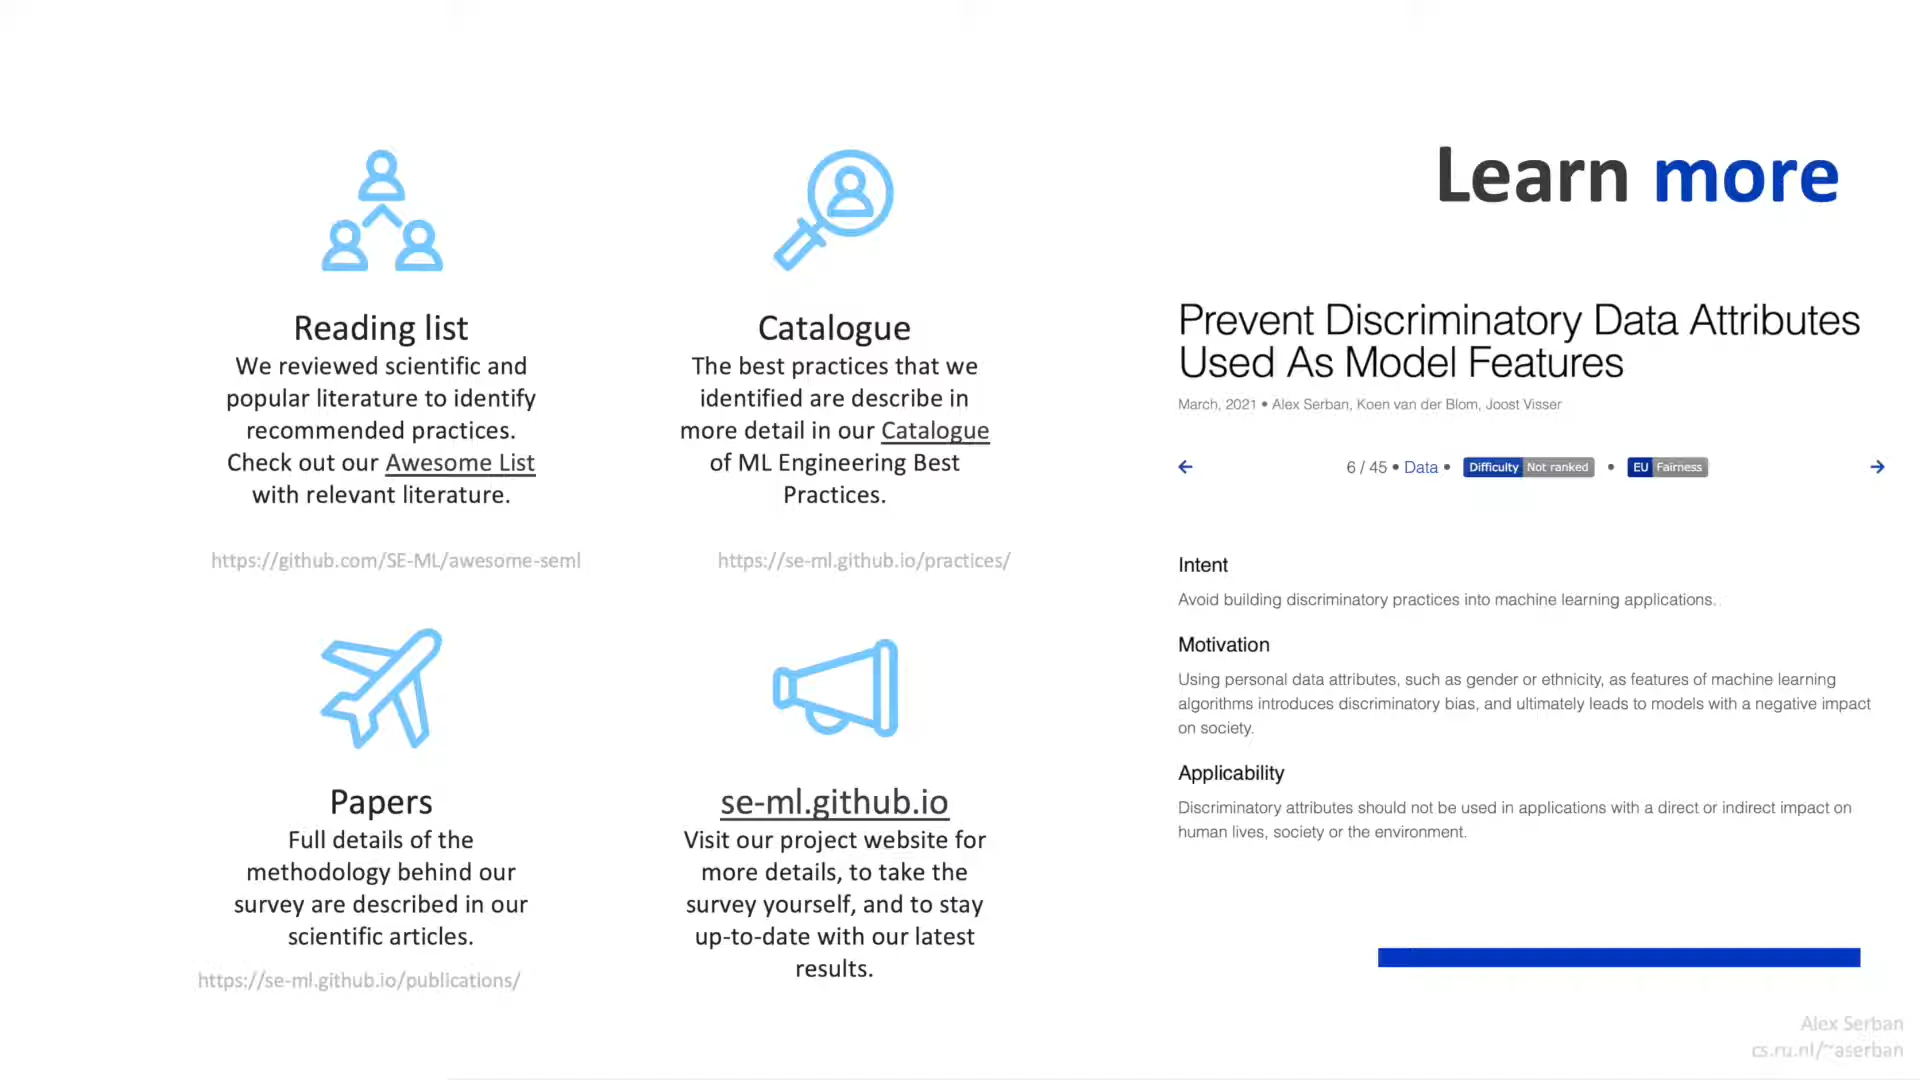 Learn more
Reading list
We reviewed scientific and
popular literature to identify
recommended practices.
Check out our Awesome List
with relevant literature.
https://github.com/SE-ML/awesome-seml
Catalogue
The best practices that we
identified are describe in
more detail in our Catalogue
of ML Engineering Best
Practices.
https://se-ml.github.io/practices/
Papers
Full details of the
methodology behind our
survey are described in our
scientific articles.
https://se-ml.github.io/publications/
se-ml.github.io
Visit our project website for
more details, to take the
survey yourself, and to stay
up-to-date with our latest
results.
Prevent Discriminatory Data Attributes
Used As Model Features
March, 2021 • Alex Serban, Koen van der Blom, Joost Visser
← 6 / 45 • Data • Difficulty Not ranked • EU Fairness →
Intent
Avoid building discriminatory practices into machine learning applications.
Motivation
Using personal data attributes, such as gender or ethnicity, as features of machine learning
algorithms introduces discriminatory bias, and ultimately leads to models with a negative impact
on society.
Applicability
Discriminatory attributes should not be used in applications with a direct or indirect impact on
human lives, society or the environment.
Alex Serban
cs.ru.nl/~aserban